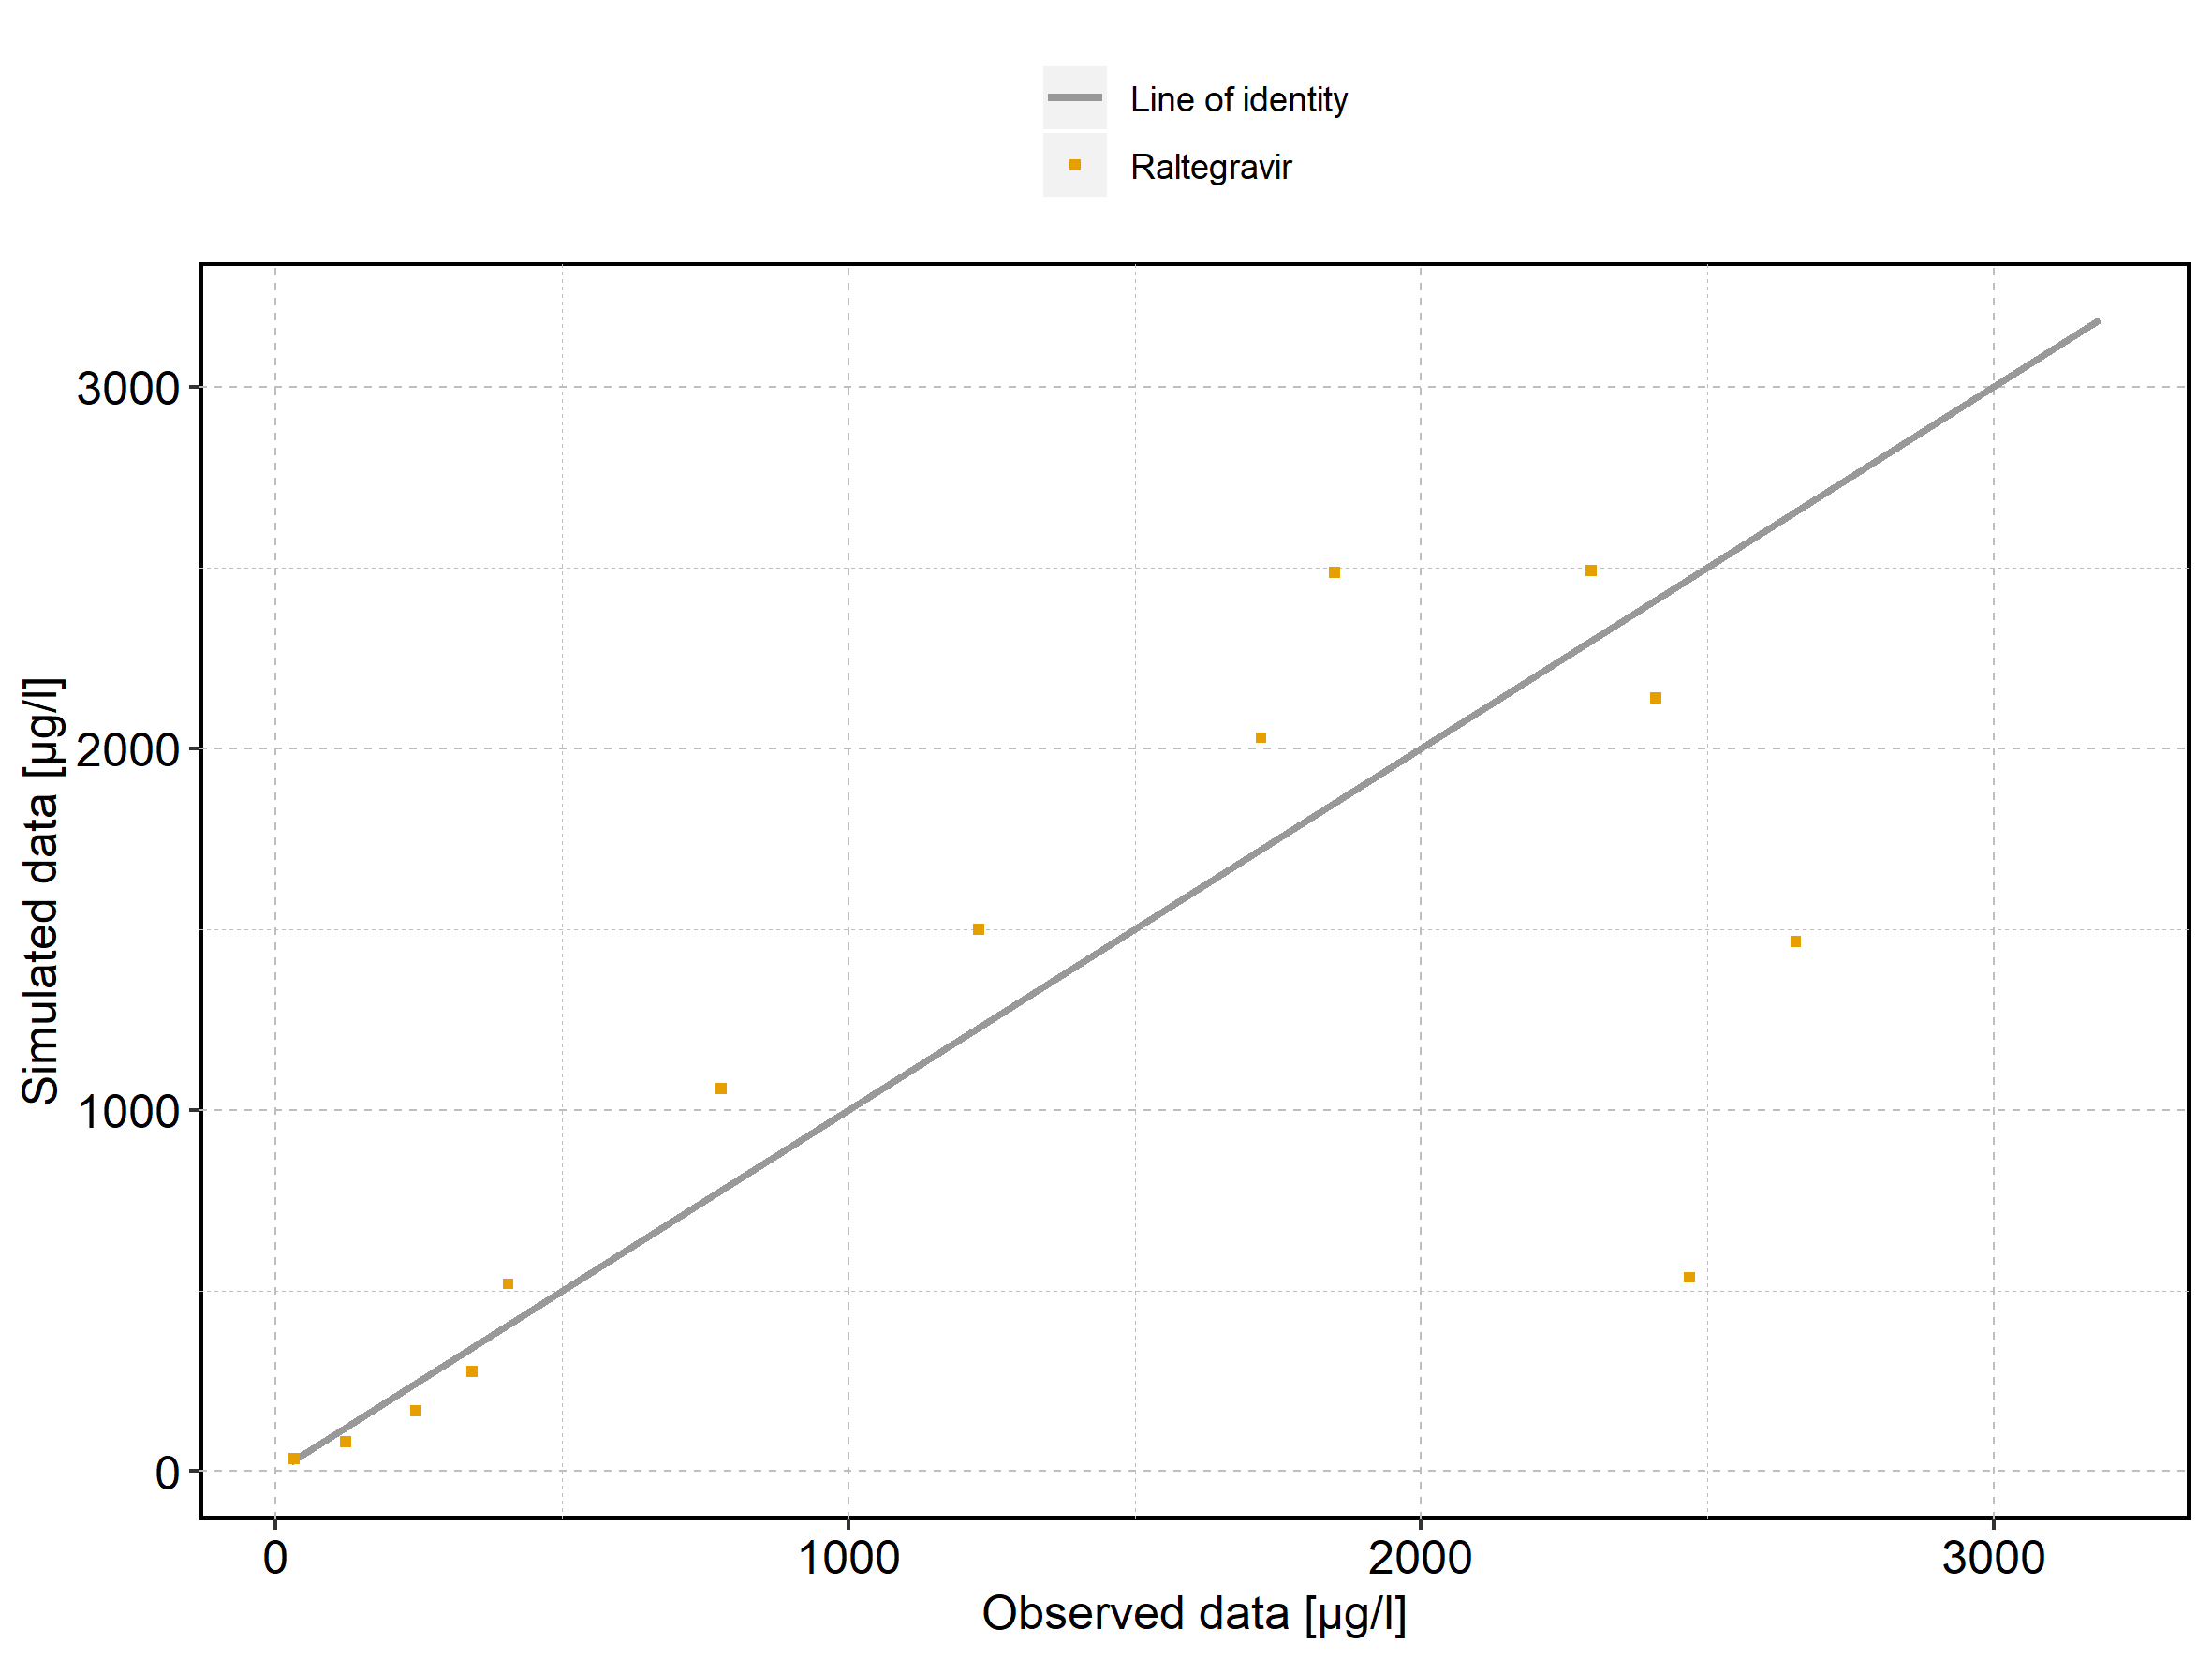 Line of identity
Raltegravir
Simulated data [µg/l]
3000
2000
1000
0
0 1000 2000 3000
Observed data [µg/l]